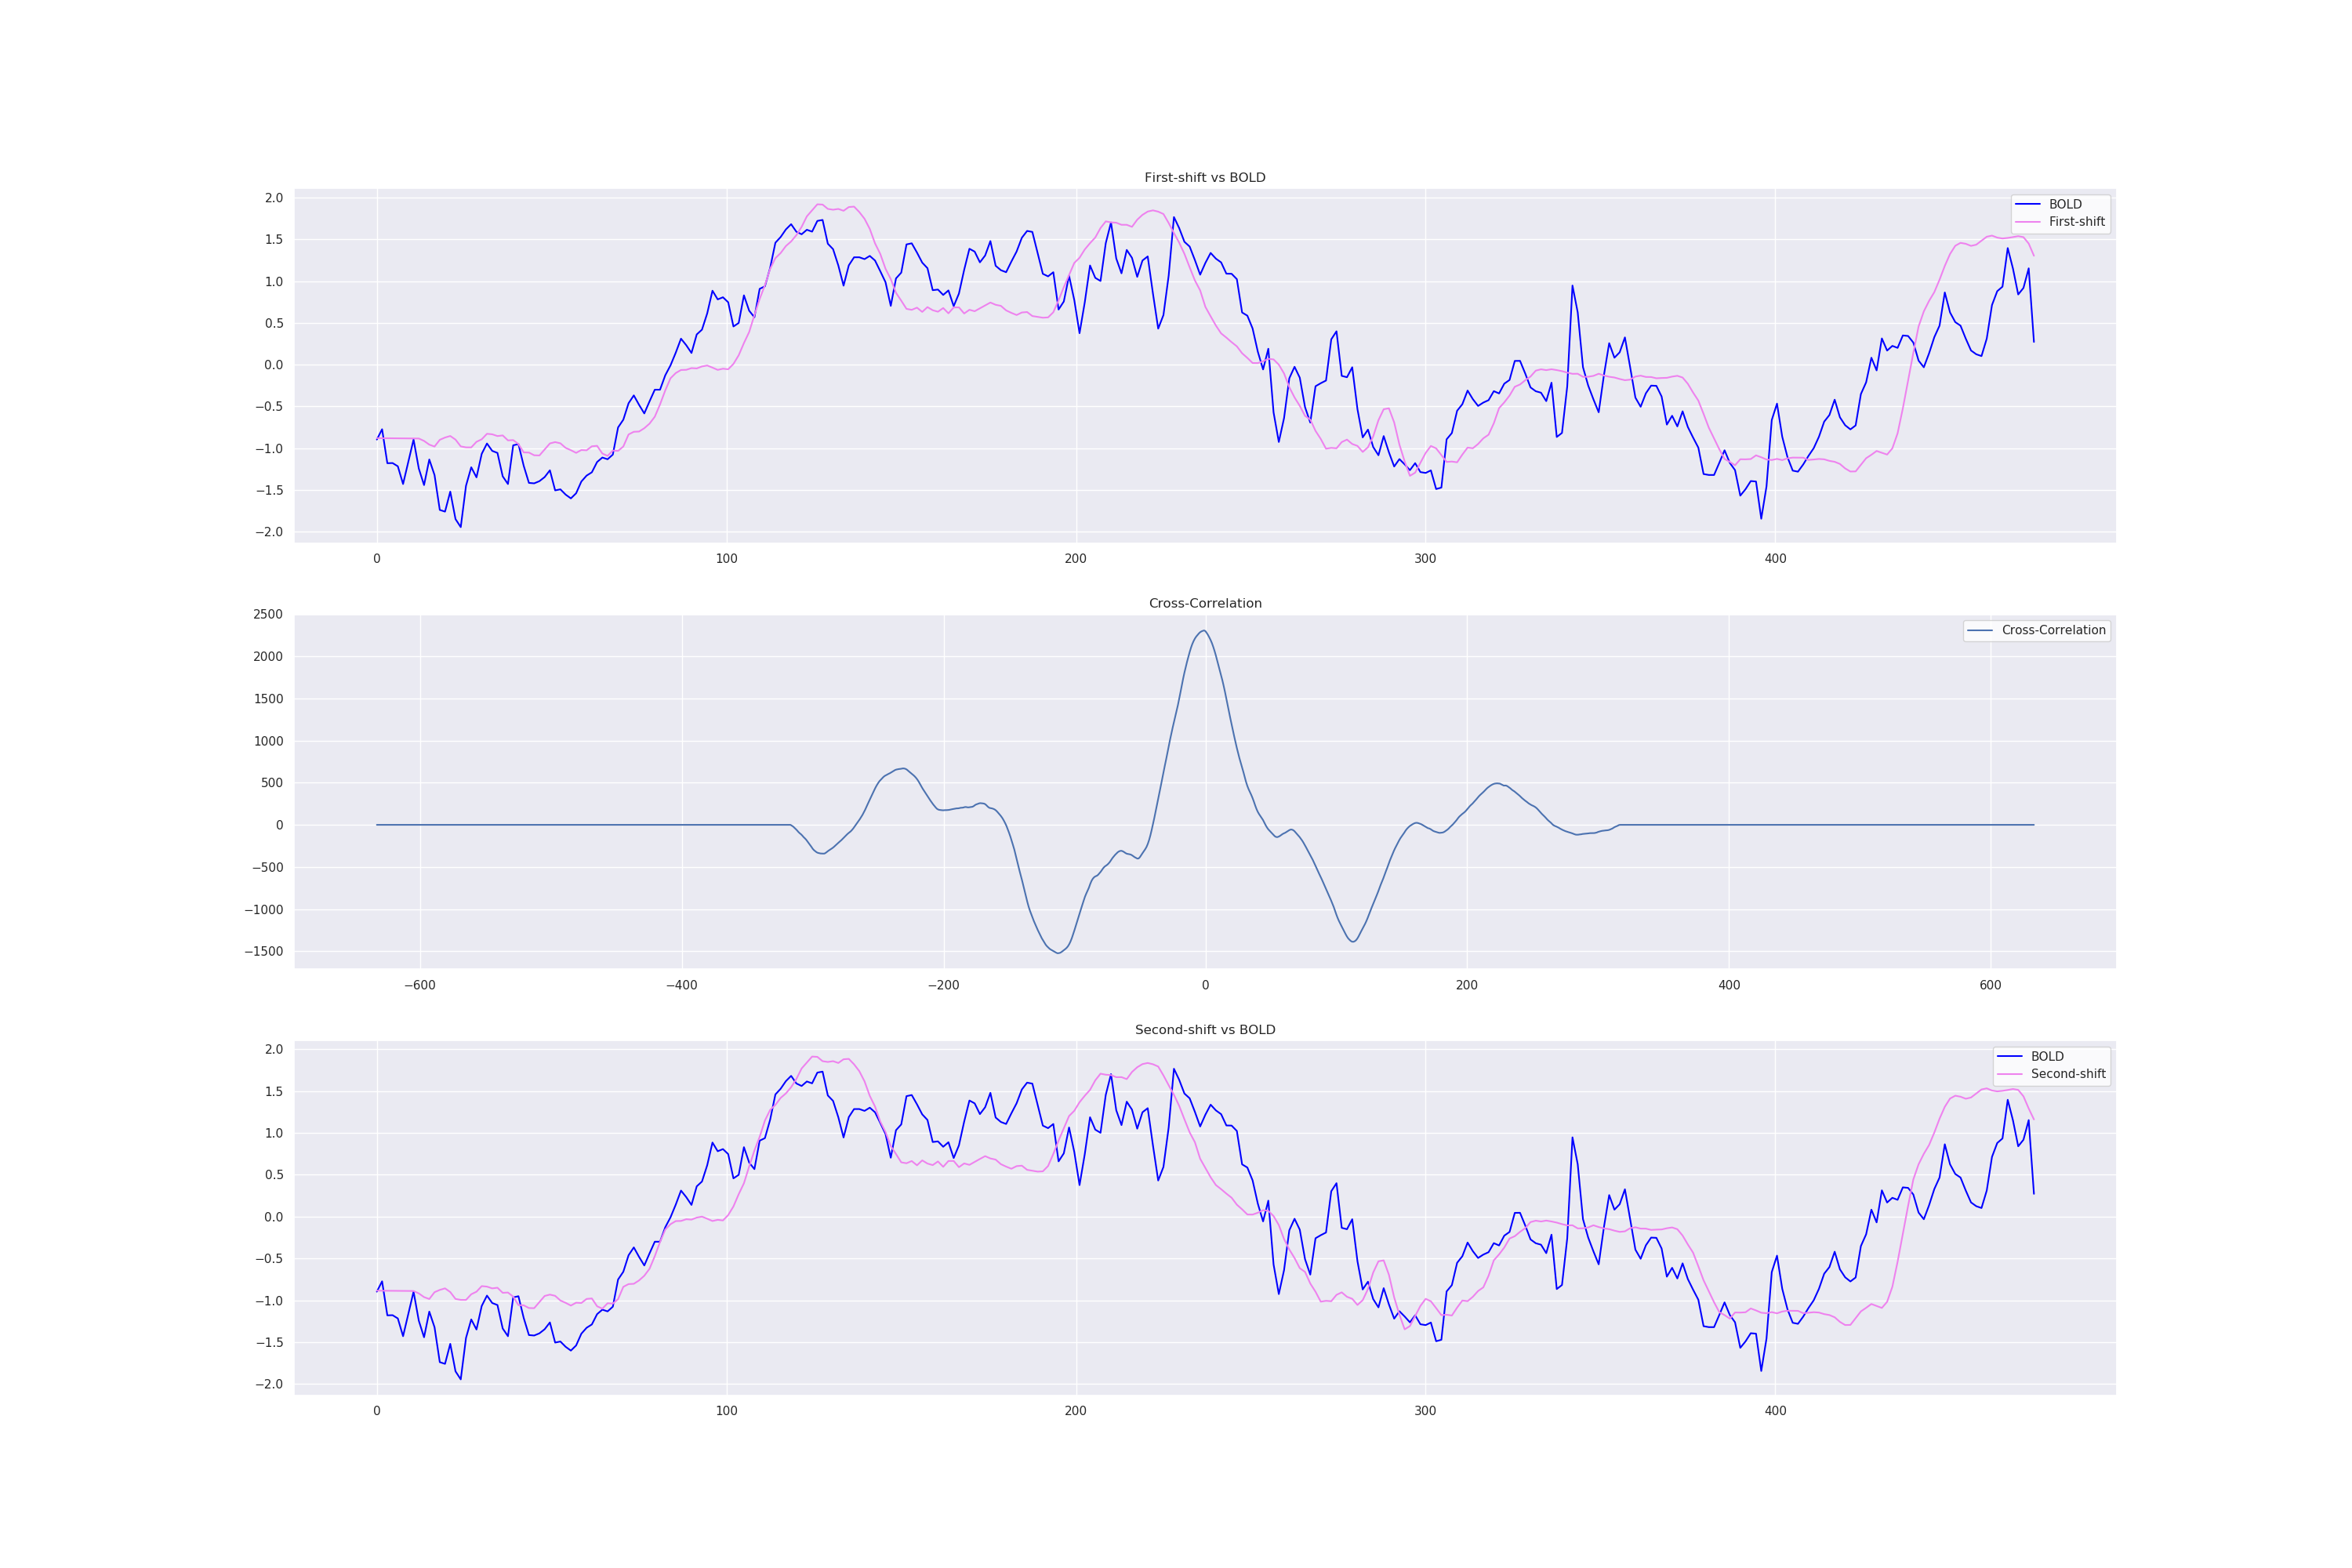 First-shift vs BOLD
2.0
1.5
1.0
0.5
0.0
−0.5
−1.0
−1.5
−2.0
BOLD
First-shift
0 100 200 300 400
Cross-Correlation
2500
2000
1500
1000
500
0
−500
−1000
−1500
Cross-Correlation
−600 −400 −200 0 200 400 600
Second-shift vs BOLD
2.0
1.5
1.0
0.5
0.0
−0.5
−1.0
−1.5
−2.0
BOLD
Second-shift
0 100 200 300 400